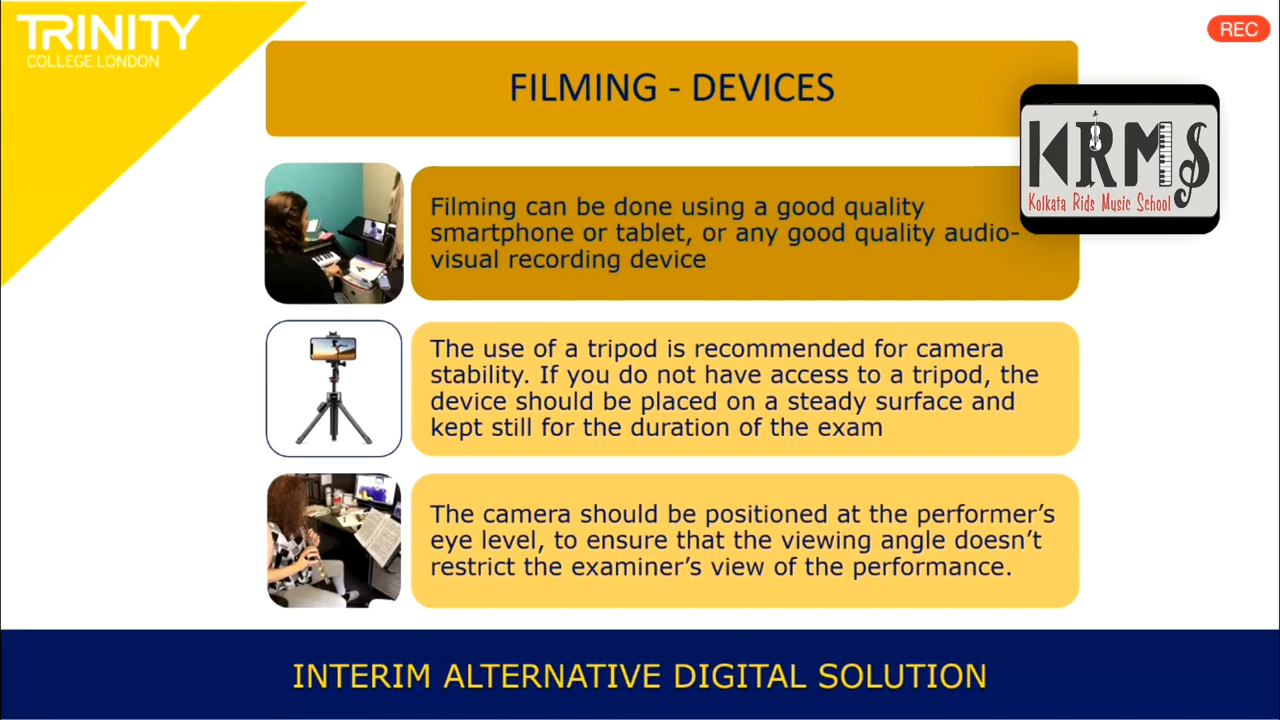 TRINITY
COLLEGE LONDON
REC
FILMING - DEVICES
KRMS
Kolkata Rids Music School
Filming can be done using a good quality
smartphone or tablet, or any good quality audio-
visual recording device
The use of a tripod is recommended for camera
stability. If you do not have access to a tripod, the
device should be placed on a steady surface and
kept still for the duration of the exam
The camera should be positioned at the performer’s
eye level, to ensure that the viewing angle doesn’t
restrict the examiner’s view of the performance.
INTERIM ALTERNATIVE DIGITAL SOLUTION